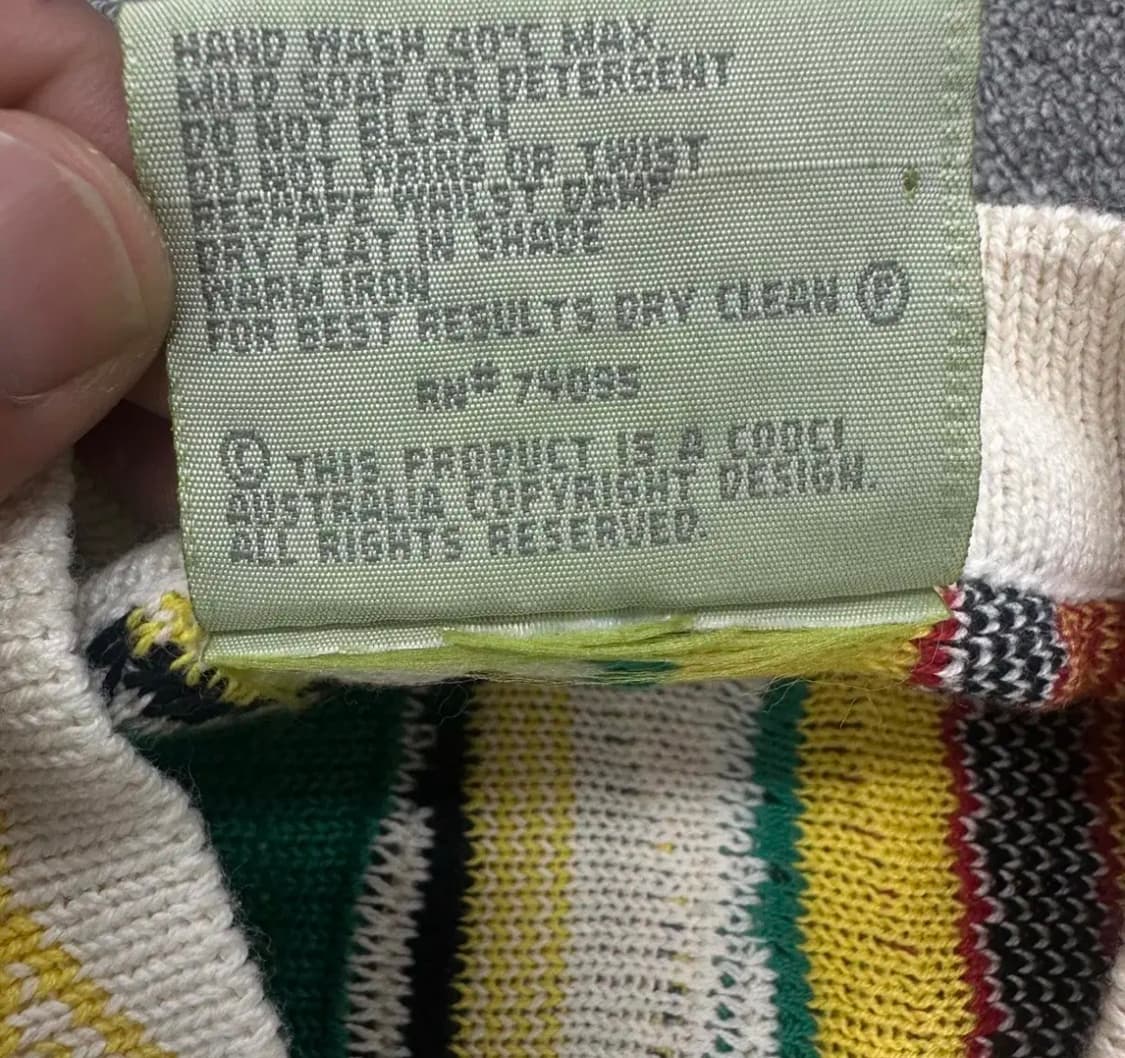 HAND WASH 40°C MAX.
MILD SOAP OR DETERGENT
DO NOT BLEACH
DO NOT WRING OR TWIST
RESHAPE WHILST DAMP
DRY FLAT IN SHADE
WARM IRON
FOR BEST RESULTS DRY CLEAN Ⓟ
RN# 74095
© THIS PRODUCT IS A COOGI
AUSTRALIA COPYRIGHT DESIGN.
ALL RIGHTS RESERVED.